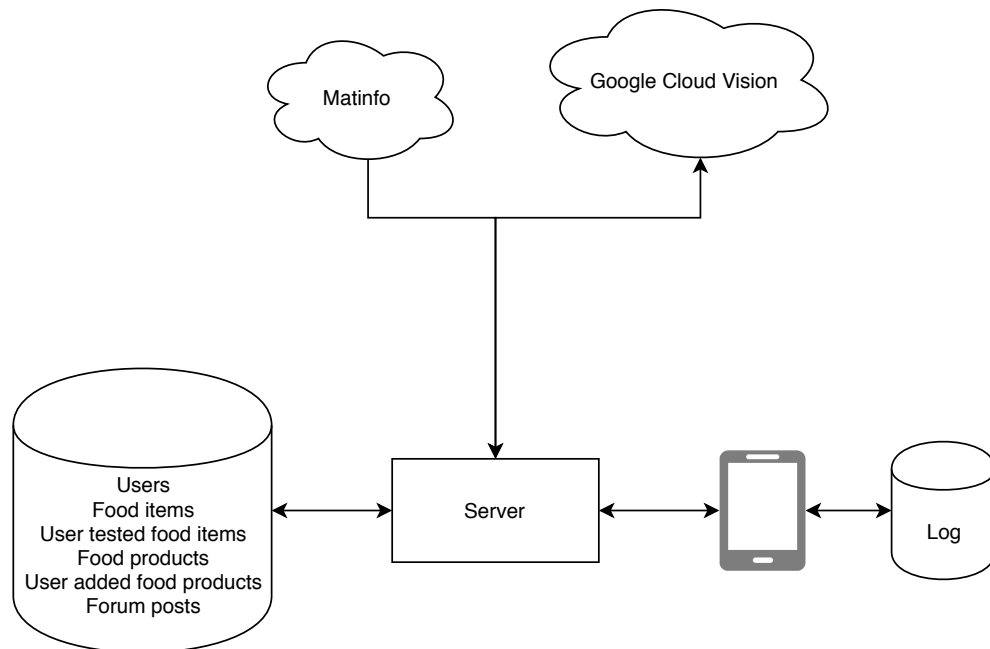 Matinfo
Google Cloud Vision
Users
Food items
User tested food items
Food products
User added food products
Forum posts
Server
Log